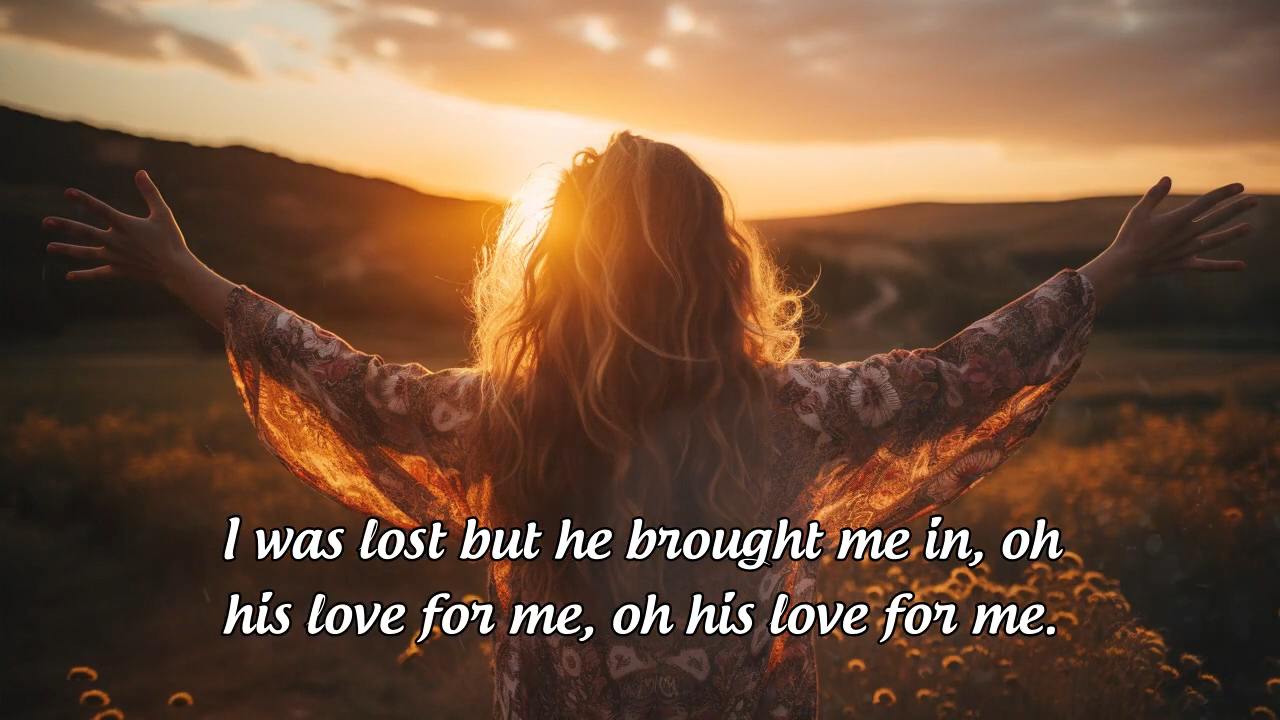 I was lost but he brought me in, oh
his love for me, oh his love for me.